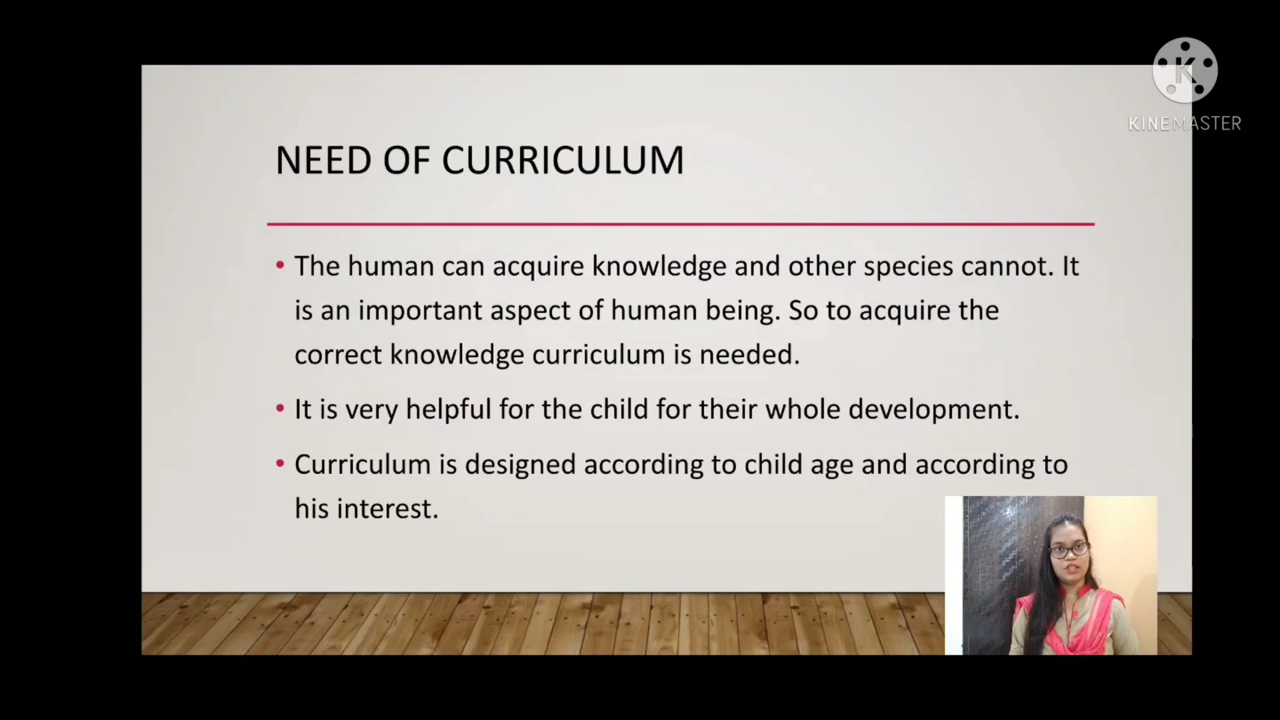 K
KINEMASTER
NEED OF CURRICULUM
• The human can acquire knowledge and other species cannot. It
is an important aspect of human being. So to acquire the
correct knowledge curriculum is needed.
• It is very helpful for the child for their whole development.
• Curriculum is designed according to child age and according to
his interest.